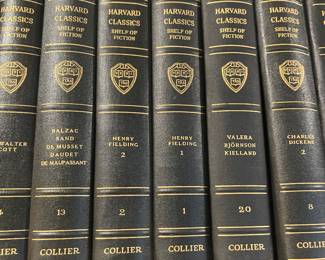 HARVARD
CLASSICS
SHELF OF
FICTION
WALTER
COTT
4
COLLIER
HARVARD
CLASSICS
SHELF OF
FICTION
BALZAC
SAND
DE MUSSET
DAUDET
DE MAUPASSANT
13
COLLIER
HARVARD
CLASSICS
SHELF OF
FICTION
HENRY
FIELDING
2
2
COLLIER
HARVARD
CLASSICS
SHELF OF
FICTION
HENRY
FIELDING
1
1
COLLIER
HARVARD
CLASSICS
SHELF OF
FICTION
VALERA
BJÖRNSON
KIELLAND
20
COLLIER
HARVARD
CLASSICS
SHELF OF
FICTION
CHARLES
DICKENS
2
8
COLLIER